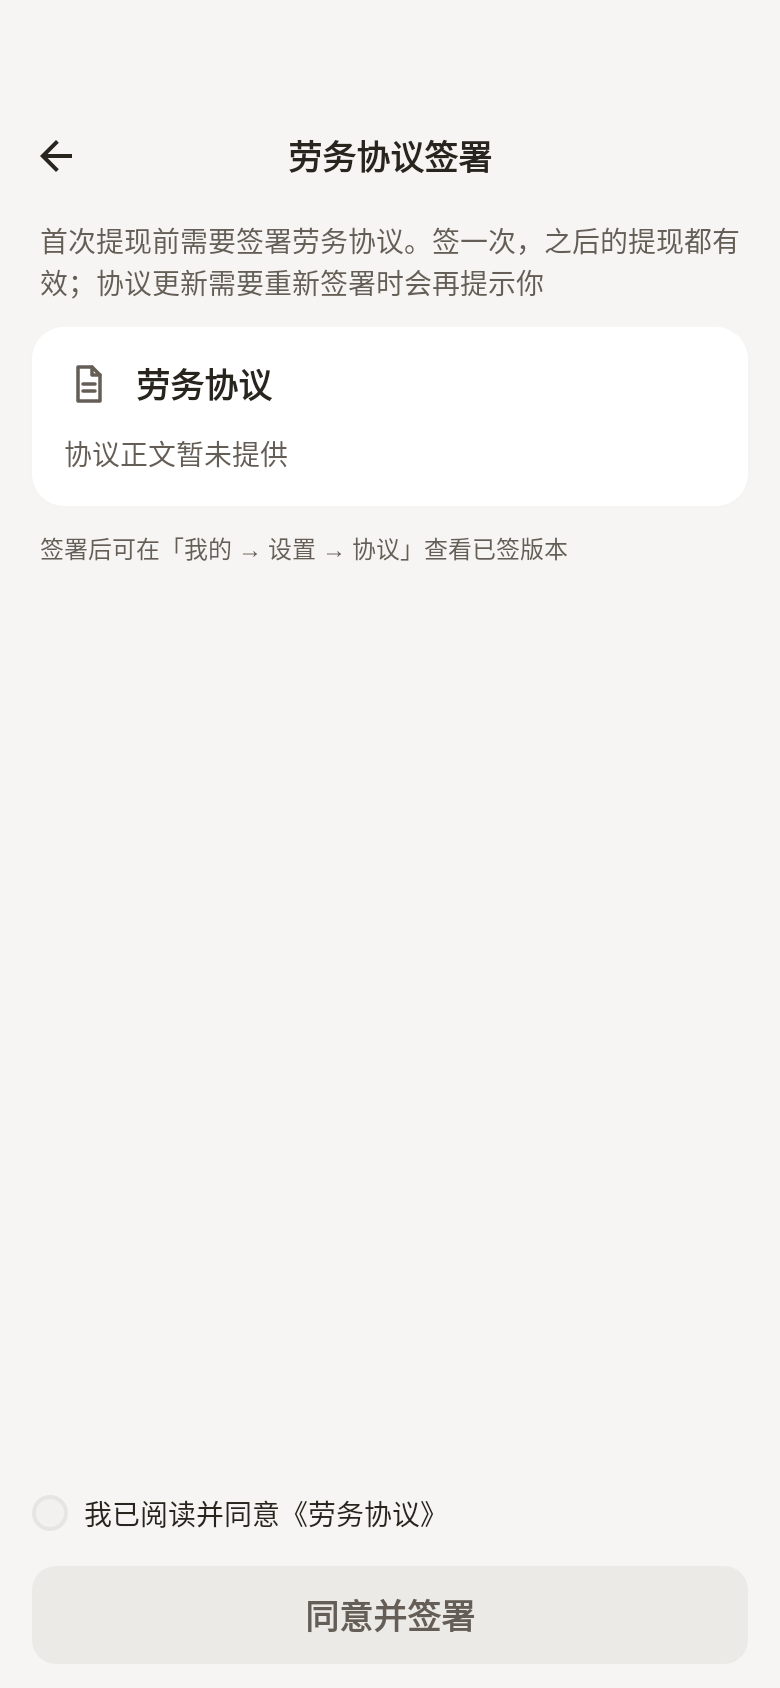 劳务协议签署
首次提现前需要签署劳务协议。签一次，之后的提现都有
效；协议更新需要重新签署时会再提示你
劳务协议
协议正文暂未提供
签署后可在「我的 → 设置 → 协议」查看已签版本
我已阅读并同意《劳务协议》
同意并签署